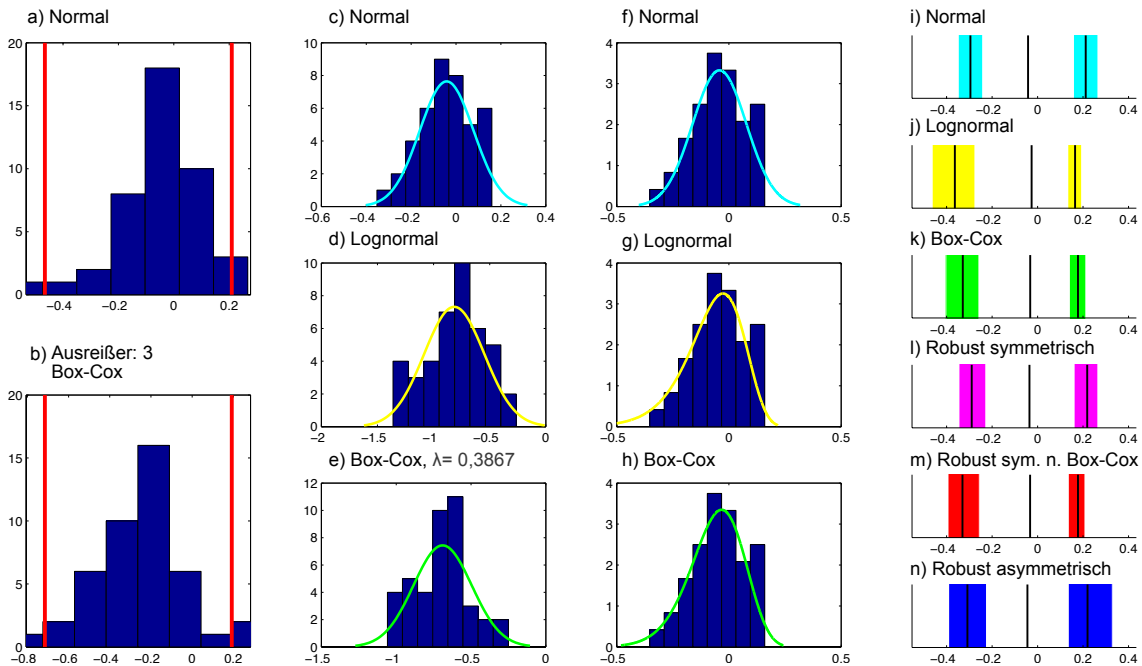 a) Normal
20
15
10
5
0
−0.4 −0.2 0 0.2
b) Ausreißer: 3
Box-Cox
20
15
10
5
0
−0.8 −0.6 −0.4 −0.2 0 0.2
c) Normal
10
8
6
4
2
0
−0.6 −0.4 −0.2 0 0.2 0.4
d) Lognormal
10
8
6
4
2
0
−2 −1.5 −1 −0.5 0
e) Box-Cox, λ= 0,3867
12
10
8
6
4
2
0
−1.5 −1 −0.5 0
f) Normal
4
3
2
1
0
−0.5 0 0.5
g) Lognormal
4
3
2
1
0
−0.5 0 0.5
h) Box-Cox
4
3
2
1
0
−0.5 0 0.5
i) Normal
−0.4 −0.2 0 0.2 0.4
j) Lognormal
−0.4 −0.2 0 0.2 0.4
k) Box-Cox
−0.4 −0.2 0 0.2 0.4
l) Robust symmetrisch
−0.4 −0.2 0 0.2 0.4
m) Robust sym. n. Box-Cox
−0.4 −0.2 0 0.2 0.4
n) Robust asymmetrisch
−0.4 −0.2 0 0.2 0.4